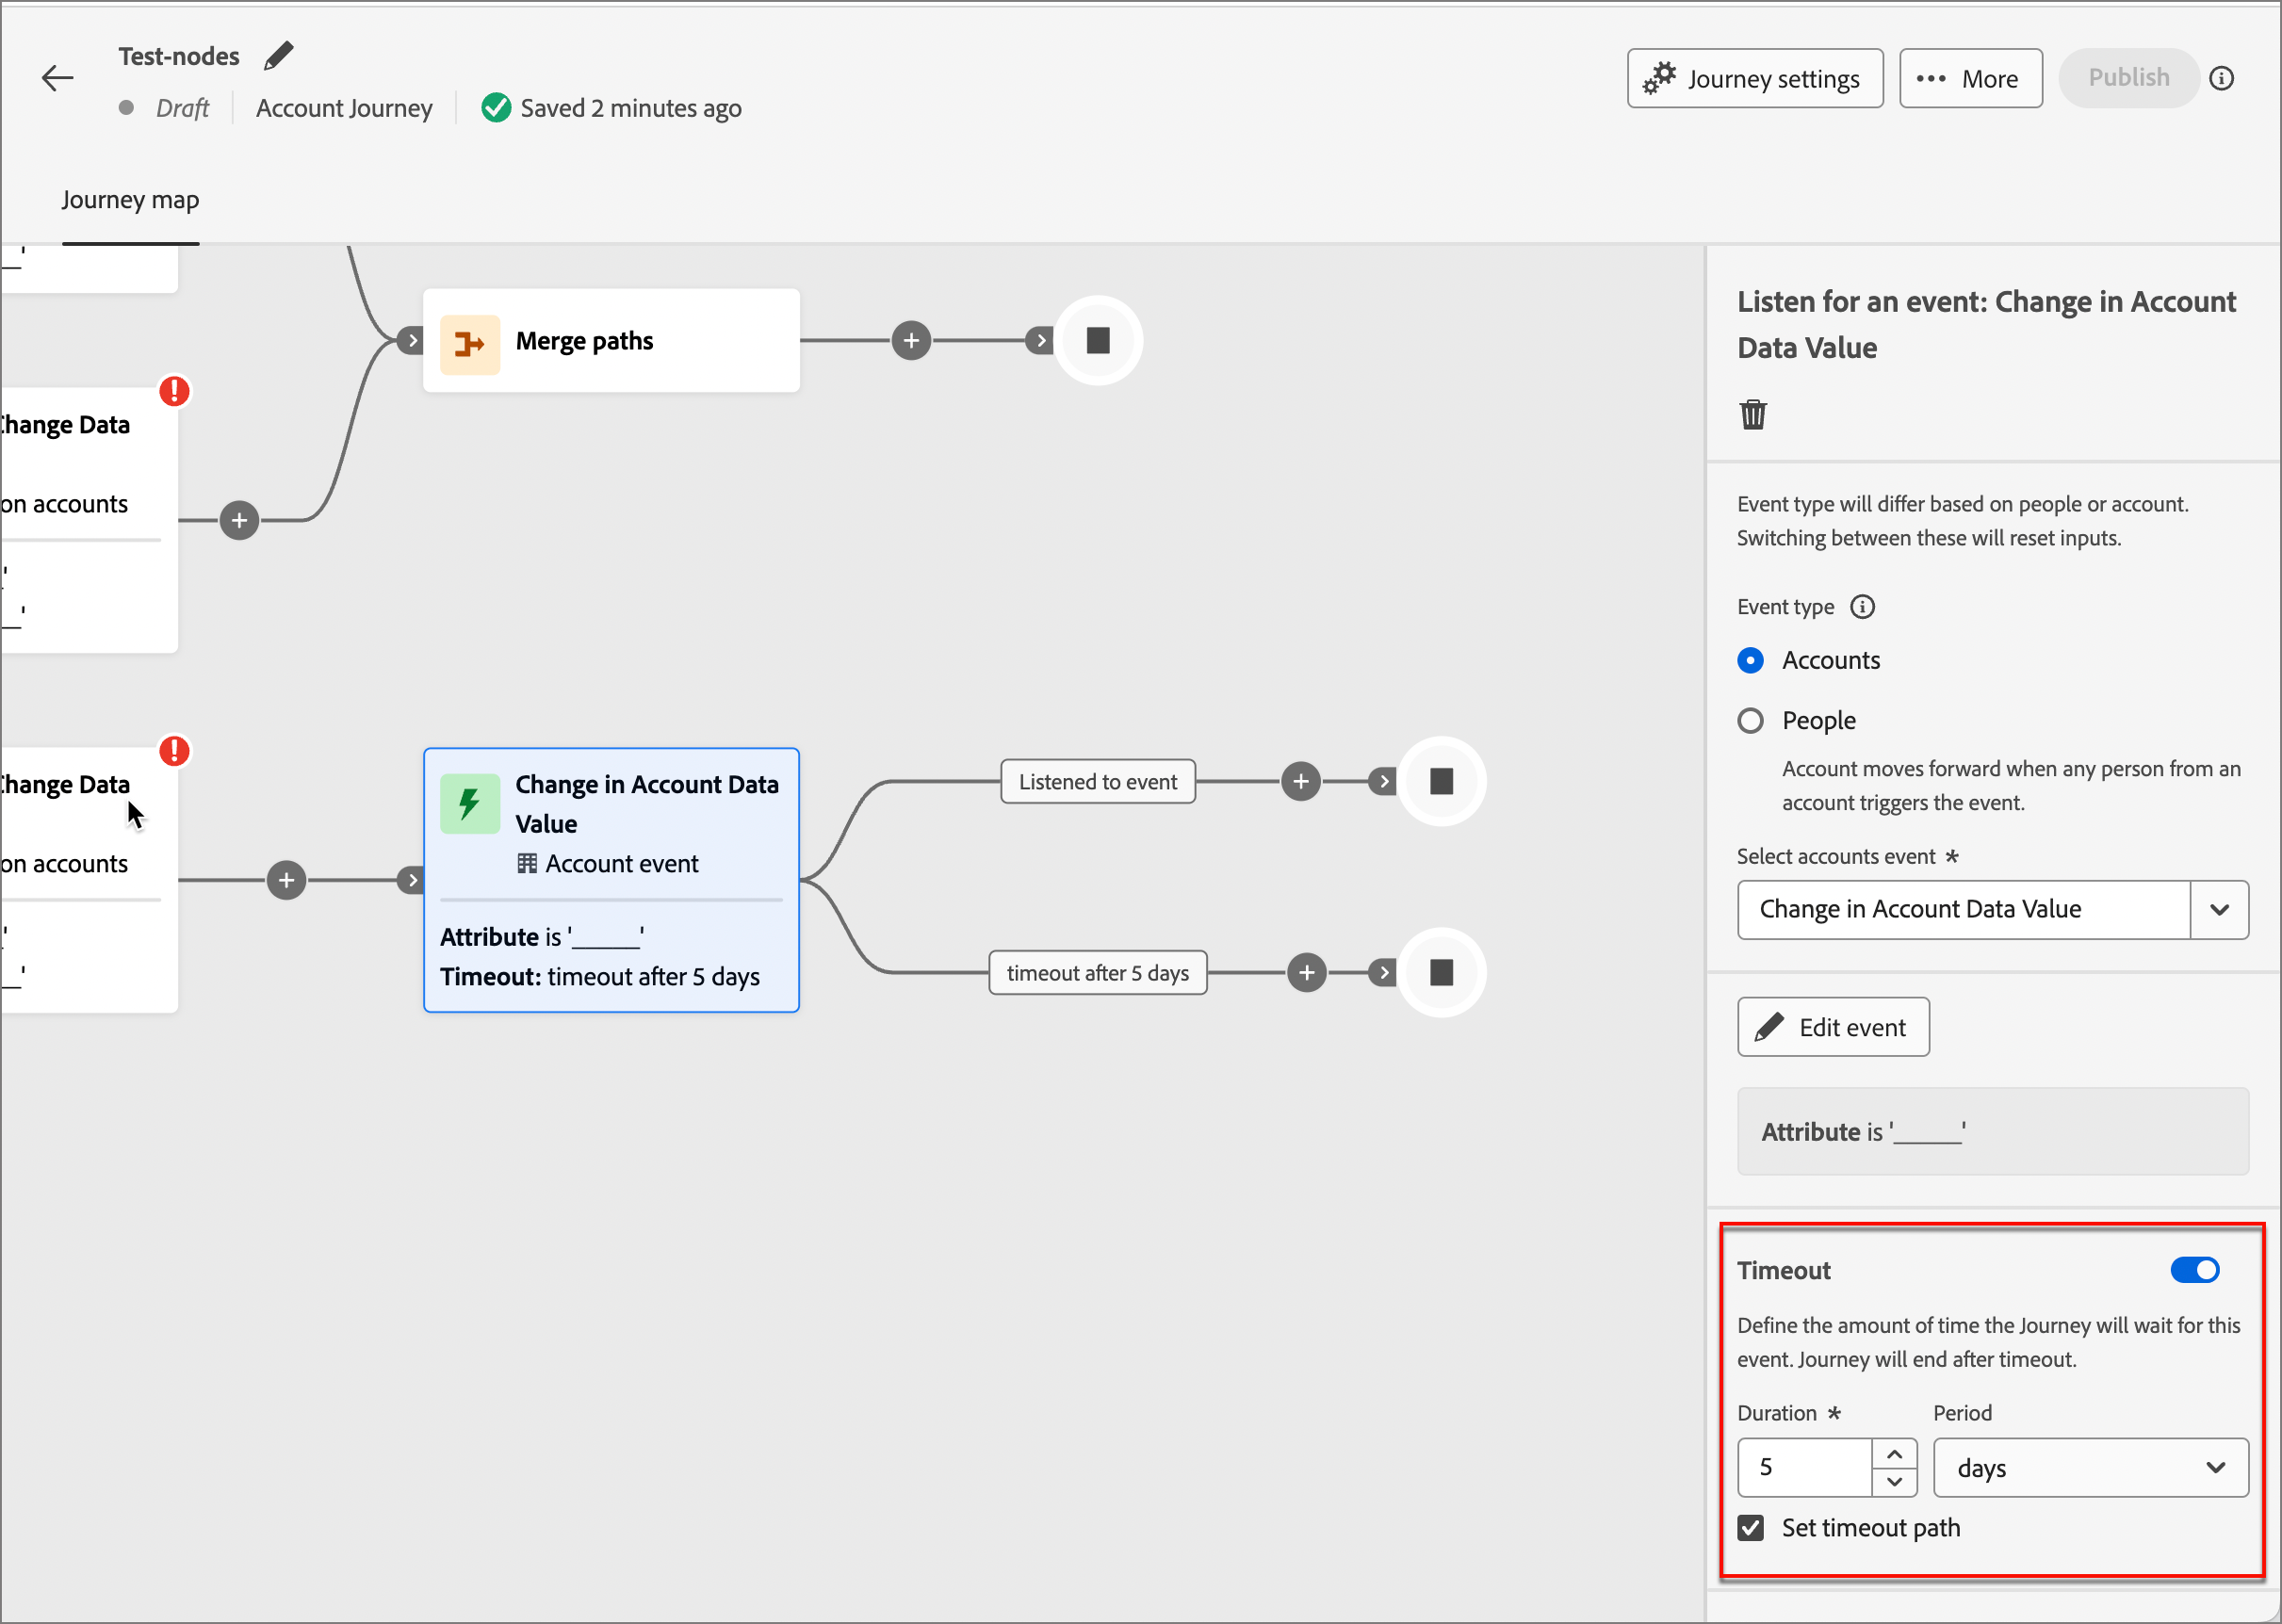 Test-nodes
Draft
Account Journey
Saved 2 minutes ago
Journey settings
More
Publish
Journey map
Merge paths
Change Data
on accounts
Change Data
on accounts
Change in Account Data
Value
Account event
Attribute is '______'
Timeout: timeout after 5 days
Listened to event
timeout after 5 days
Listen for an event: Change in Account
Data Value
Event type will differ based on people or account.
Switching between these will reset inputs.
Event type
Accounts
People
Account moves forward when any person from an
account triggers the event.
Select accounts event *
Change in Account Data Value
Edit event
Attribute is '______'
Timeout
Define the amount of time the Journey will wait for this
event. Journey will end after timeout.
Duration *
Period
5
days
Set timeout path